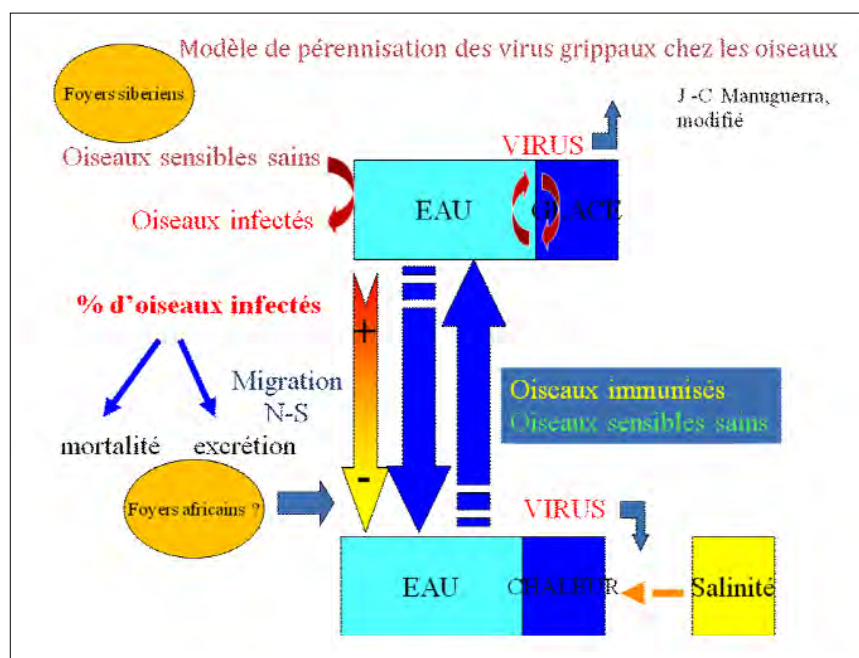 Modèle de pérennisation des virus grippaux chez les oiseaux
Foyers siberiens
J -C Manuguerra,
modifié
VIRUS
Oiseaux sensibles sains
EAU
GLACE
Oiseaux infectés
% d'oiseaux infectés
+
Migration
N-S
Oiseaux immunisés
Oiseaux sensibles sains
mortalité
excrétion
-
Foyers africains ?
VIRUS
EAU
CHALEUR
Salinité